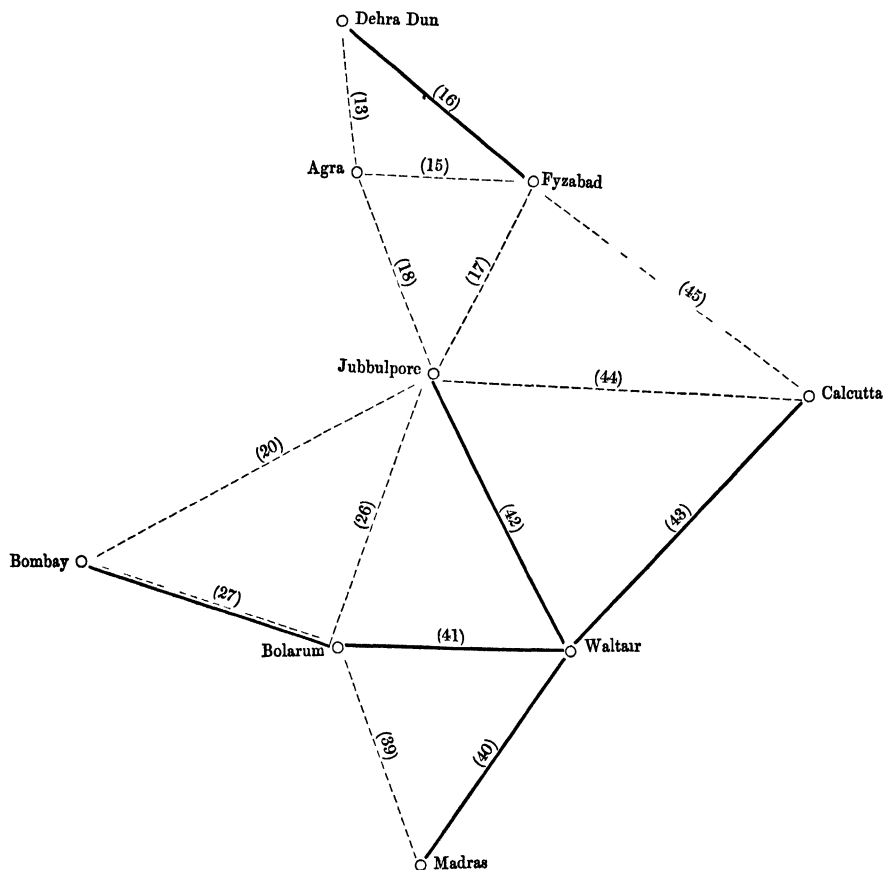 Dehra Dun
(16)
(13)
(15)
Agra
Fyzabad
(18)
(17)
(45)
Jubbulpore
(44)
Calcutta
(20)
(26)
(42)
(43)
Bombay
(27)
(41)
Bolarum
Waltair
(39)
(40)
Madras